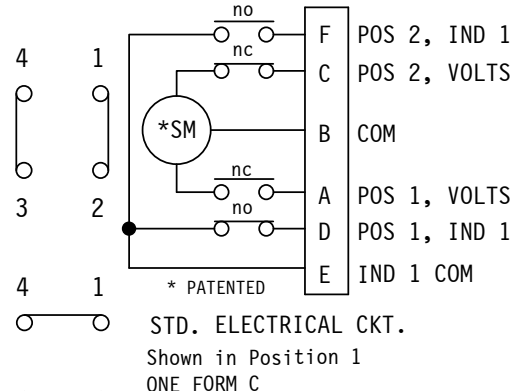 no
F POS 2, IND 1
nc
4 1
C POS 2, VOLTS
*SM
B COM
nc
A POS 1, VOLTS
3 2
no
D POS 1, IND 1
E IND 1 COM
4 1
* PATENTED
STD. ELECTRICAL CKT.
Shown in Position 1
ONE FORM C